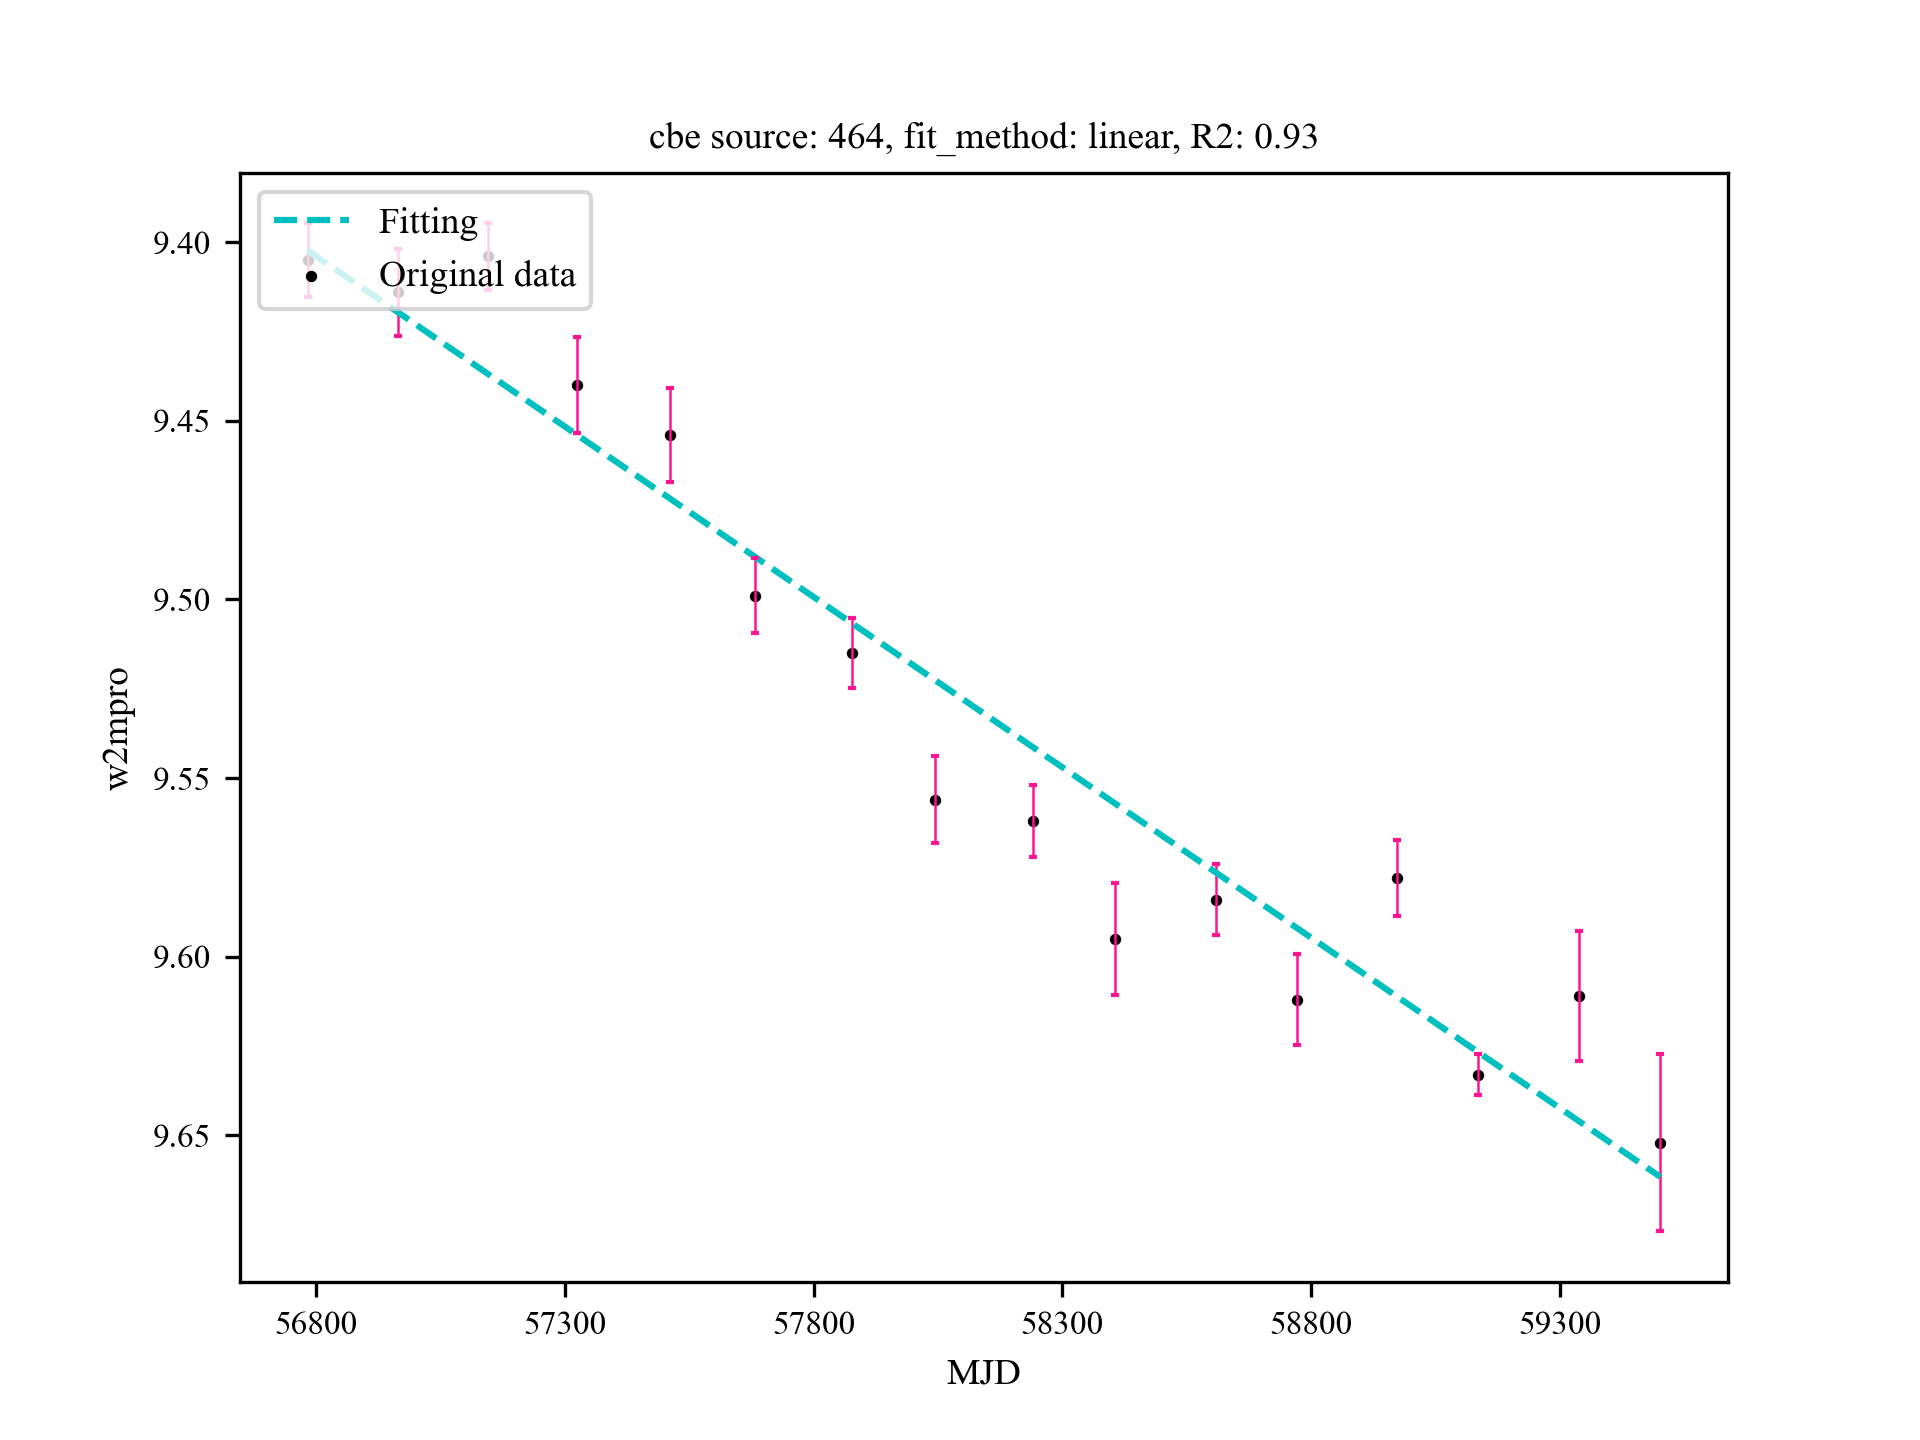 cbe source: 464, fit_method: linear, R2: 0.93
Fitting
Original data
9.40
9.45
9.50
9.55
9.60
9.65
w2mpro
56800 57300 57800 58300 58800 59300
MJD